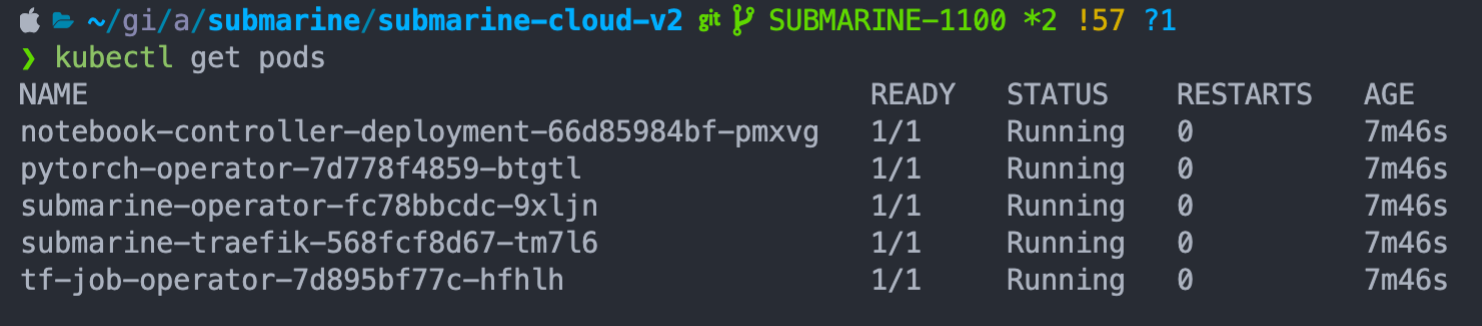 ~/gi/a/submarine/submarine-cloud-v2 git SUBMARINE-1100 *2 !57 ?1
❯ kubectl get pods
NAME READY STATUS RESTARTS AGE
notebook-controller-deployment-66d85984bf-pmxvg 1/1 Running 0 7m46s
pytorch-operator-7d778f4859-btgtl 1/1 Running 0 7m46s
submarine-operator-fc78bbcdc-9xljn 1/1 Running 0 7m46s
submarine-traefik-568fcf8d67-tm7l6 1/1 Running 0 7m46s
tf-job-operator-7d895bf77c-hfhlh 1/1 Running 0 7m46s